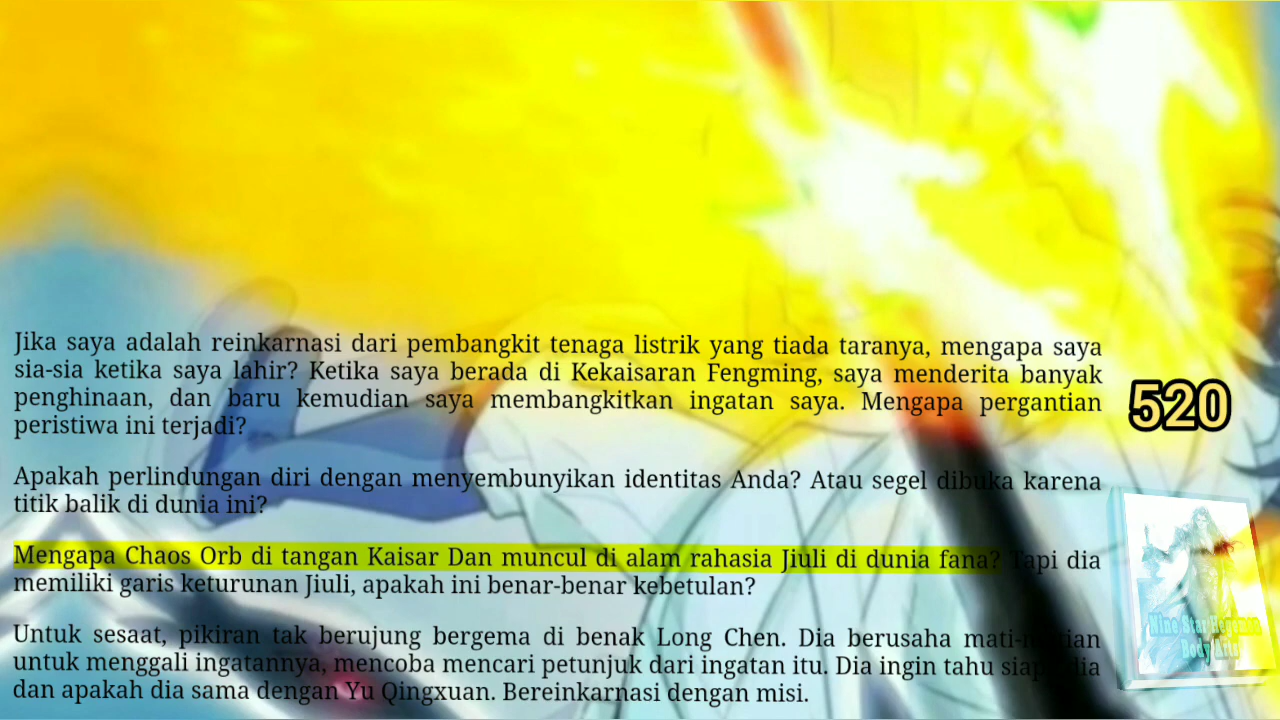 Jika saya adalah reinkarnasi dari pembangkit tenaga listrik yang tiada taranya, mengapa saya
sia-sia ketika saya lahir? Ketika saya berada di Kekaisaran Fengming, saya menderita banyak
penghinaan, dan baru kemudian saya membangkitkan ingatan saya. Mengapa pergantian
peristiwa ini terjadi?
Apakah perlindungan diri dengan menyembunyikan identitas Anda? Atau segel dibuka karena
titik balik di dunia ini?
Mengapa Chaos Orb di tangan Kaisar Dan muncul di alam rahasia Jiuli di dunia fana? Tapi dia
memiliki garis keturunan Jiuli, apakah ini benar-benar kebetulan?
Untuk sesaat, pikiran tak berujung bergema di benak Long Chen. Dia berusaha mati-matian
untuk menggali ingatannya, mencoba mencari petunjuk dari ingatan itu. Dia ingin tahu siapa dia
dan apakah dia sama dengan Yu Qingxuan. Bereinkarnasi dengan misi.
520
Nine Star Hegemon
Body Arts